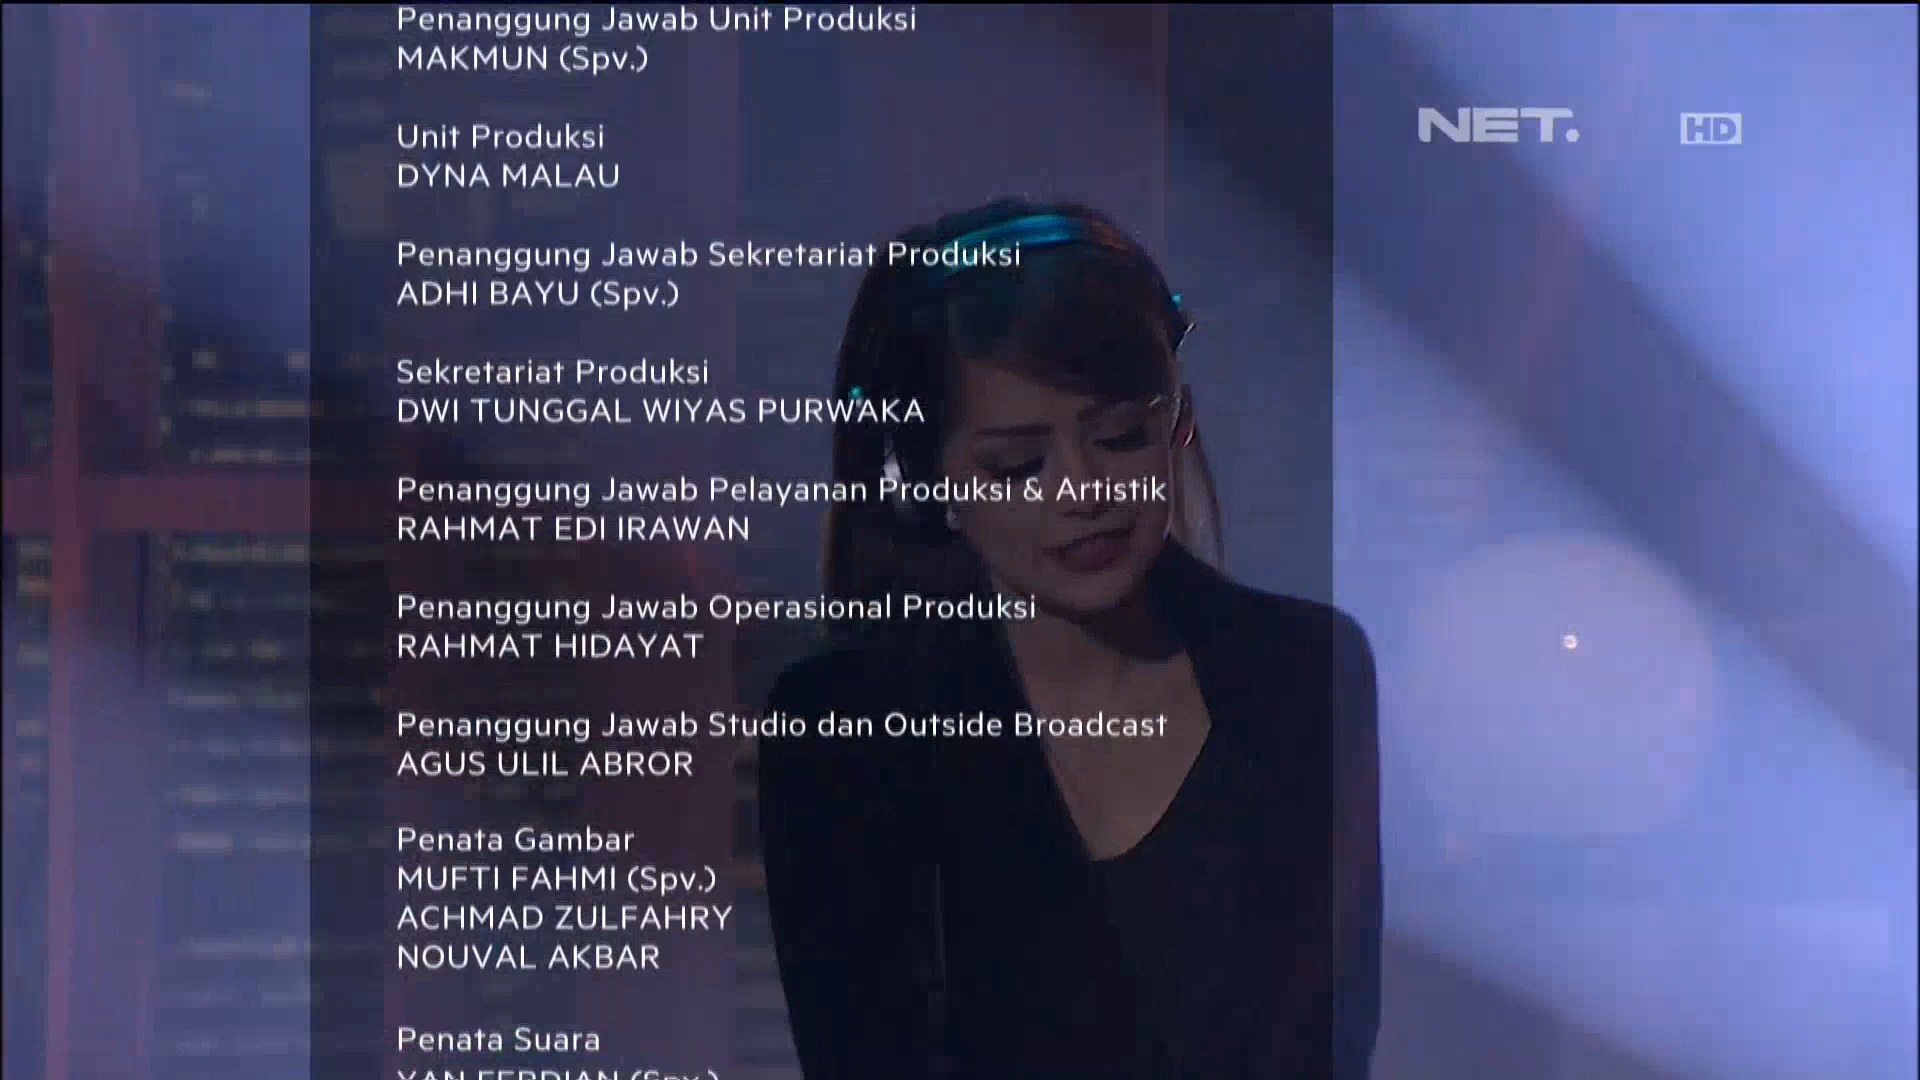 Penanggung Jawab Unit Produksi
MAKMUN (Spv.)
Unit Produksi
DYNA MALAU
Penanggung Jawab Sekretariat Produksi
ADHI BAYU (Spv.)
Sekretariat Produksi
DWI TUNGGAL WIYAS PURWAKA
Penanggung Jawab Pelayanan Produksi & Artistik
RAHMAT EDI IRAWAN
Penanggung Jawab Operasional Produksi
RAHMAT HIDAYAT
Penanggung Jawab Studio dan Outside Broadcast
AGUS ULIL ABROR
Penata Gambar
MUFTI FAHMI (Spv.)
ACHMAD ZULFAHRY
NOUVAL AKBAR
Penata Suara
YAN FERDIAN (Spv.)
NET.
HD